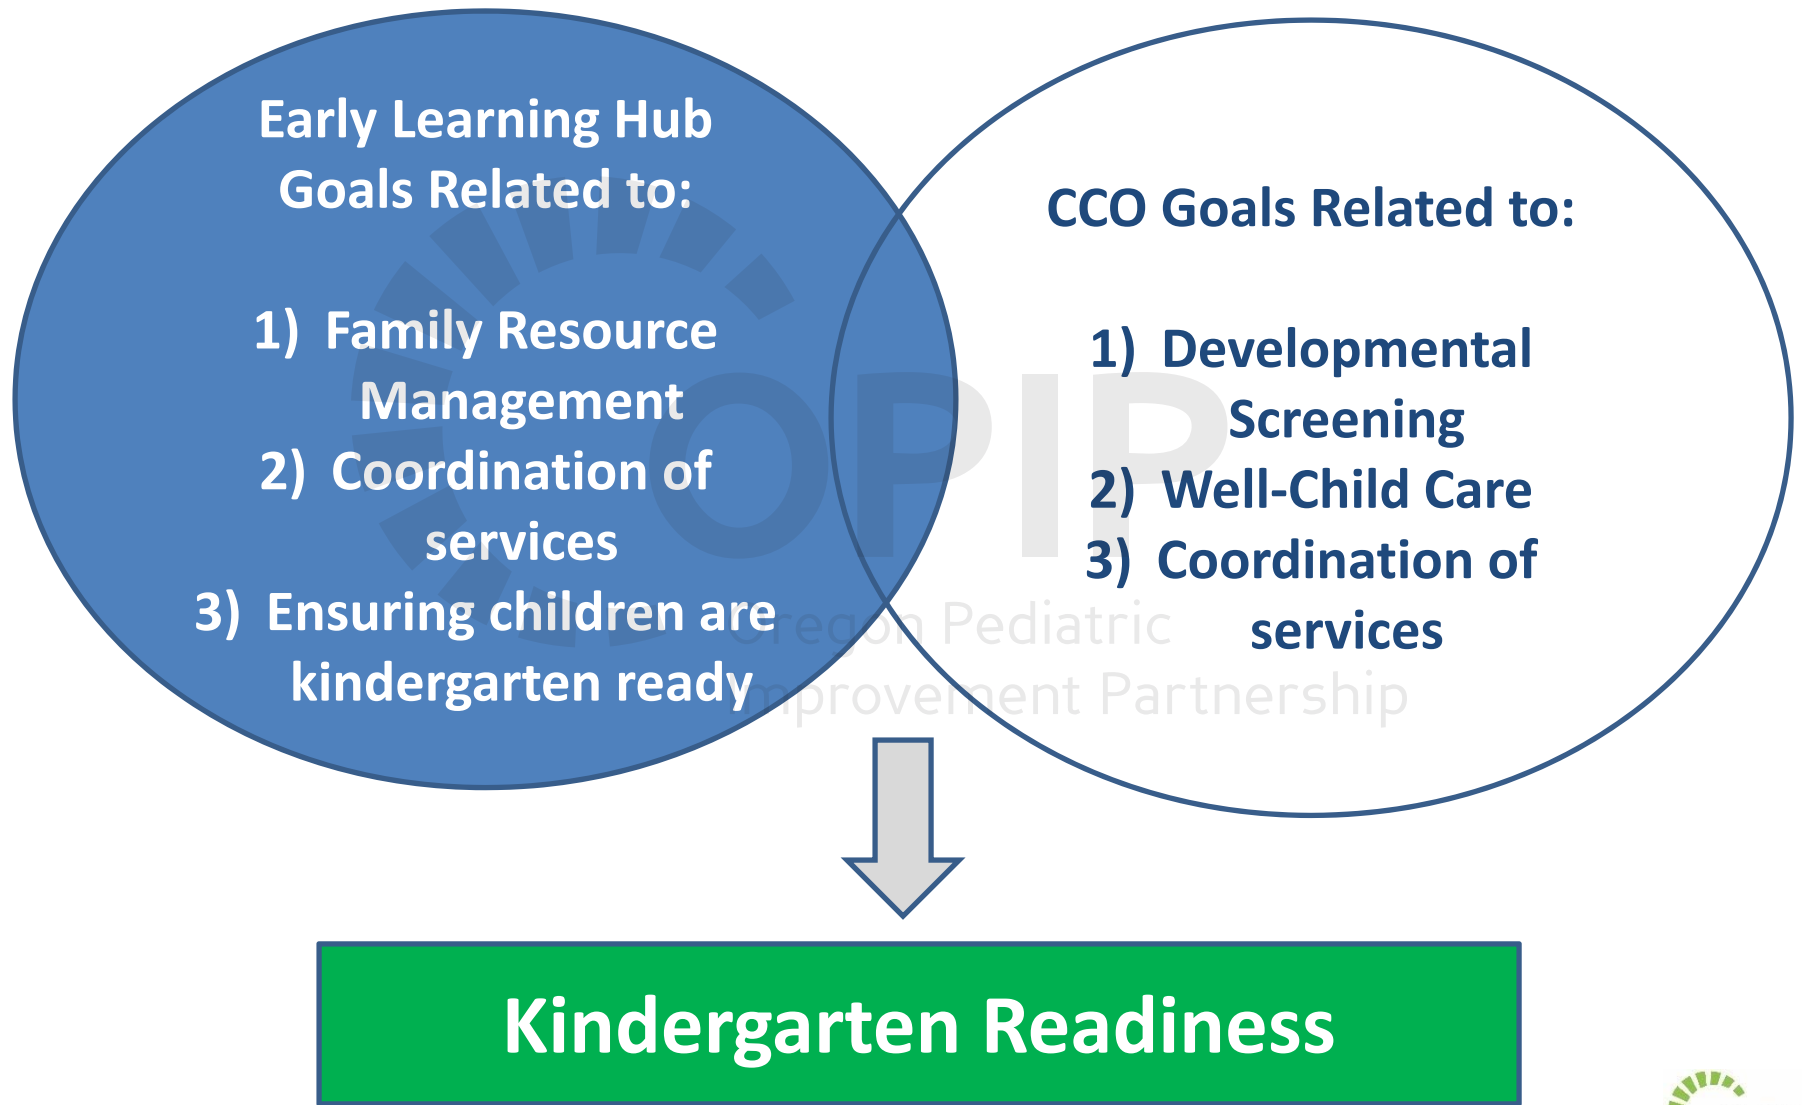 Early Learning Hub
Goals Related to:
1) Family Resource
Management
2) Coordination of
services
3) Ensuring children are
kindergarten ready
CCO Goals Related to:
1) Developmental
Screening
2) Well-Child Care
3) Coordination of
services
OPIP
Oregon Pediatric
Improvement Partnership
Kindergarten Readiness